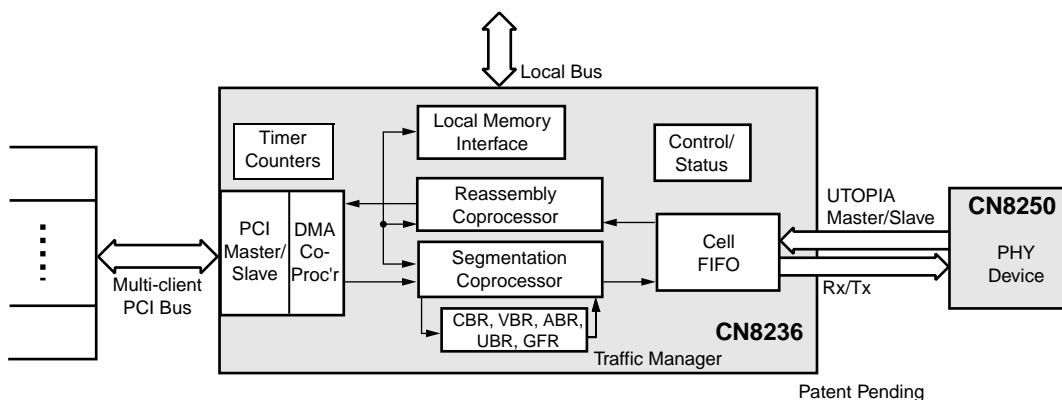 Local Bus
Timer
Counters
Local Memory
Interface
Control/
Status
Reassembly
Coprocessor
PCI
Master/
Slave
DMA
Co-
Proc'r
Segmentation
Coprocessor
Cell
FIFO
CBR, VBR, ABR,
UBR, GFR
CN8236
Traffic Manager
Multi-client
PCI Bus
UTOPIA
Master/Slave
Rx/Tx
CN8250
PHY
Device
Patent Pending